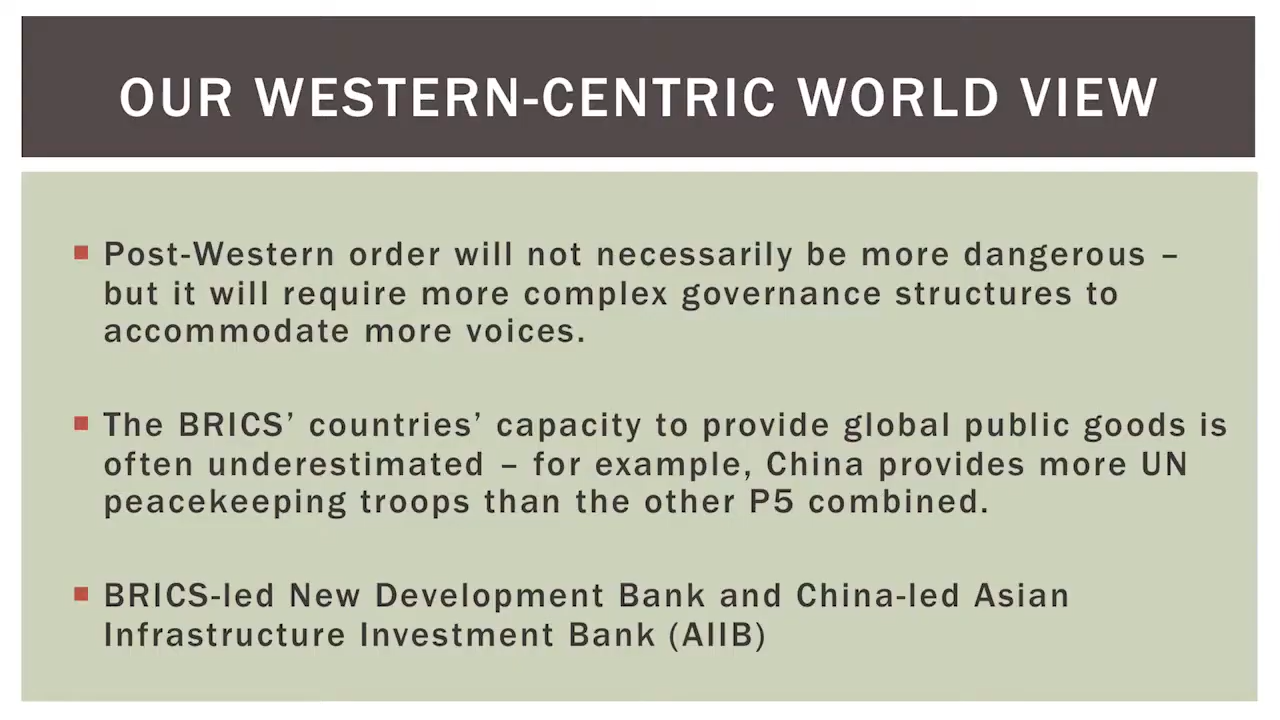 OUR WESTERN-CENTRIC WORLD VIEW
Post-Western order will not necessarily be more dangerous –
but it will require more complex governance structures to
accommodate more voices.
The BRICS’ countries’ capacity to provide global public goods is
often underestimated – for example, China provides more UN
peacekeeping troops than the other P5 combined.
BRICS-led New Development Bank and China-led Asian
Infrastructure Investment Bank (AIIB)